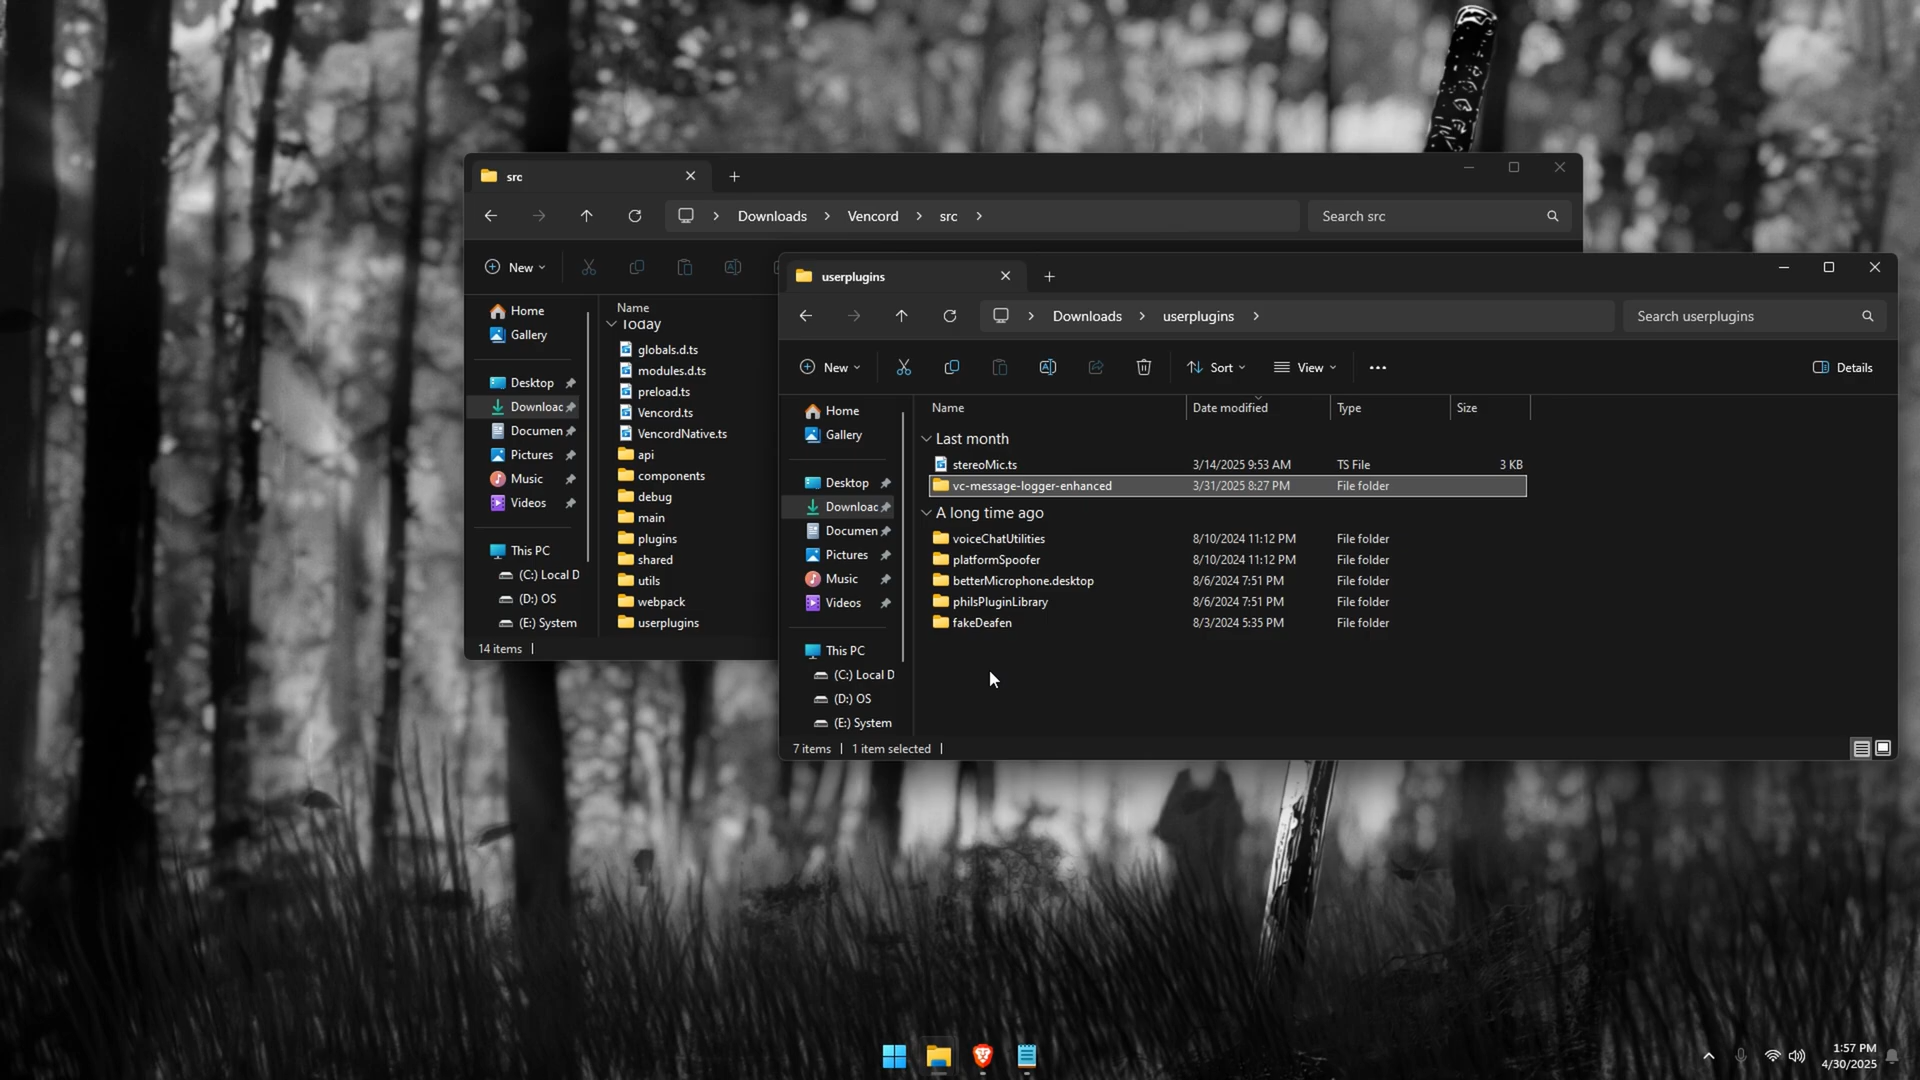 src
Downloads
Vencord
src
Search src
New
Home
Gallery
Desktop
Downloac
Documen
Pictures
Music
Videos
This PC
(C:) Local D
(D:) OS
(E:) System
Name
Today
globals.d.ts
modules.d.ts
preload.ts
Vencord.ts
VencordNative.ts
api
components
debug
main
plugins
shared
utils
webpack
userplugins
14 items
userplugins
Downloads
userplugins
Search userplugins
New
Sort
View
Details
Home
Gallery
Desktop
Downloac
Documen
Pictures
Music
Videos
This PC
(C:) Local D
(D:) OS
(E:) System
Name Date modified Type Size
Last month
stereoMic.ts 3/14/2025 9:53 AM TS File 3 KB
vc-message-logger-enhanced 3/31/2025 8:27 PM File folder
A long time ago
voiceChatUtilities 8/10/2024 11:12 PM File folder
platformSpoofer 8/10/2024 11:12 PM File folder
betterMicrophone.desktop 8/6/2024 7:51 PM File folder
philsPluginLibrary 8/6/2024 7:51 PM File folder
fakeDeafen 8/3/2024 5:35 PM File folder
7 items 1 item selected
1:57 PM
4/30/2025